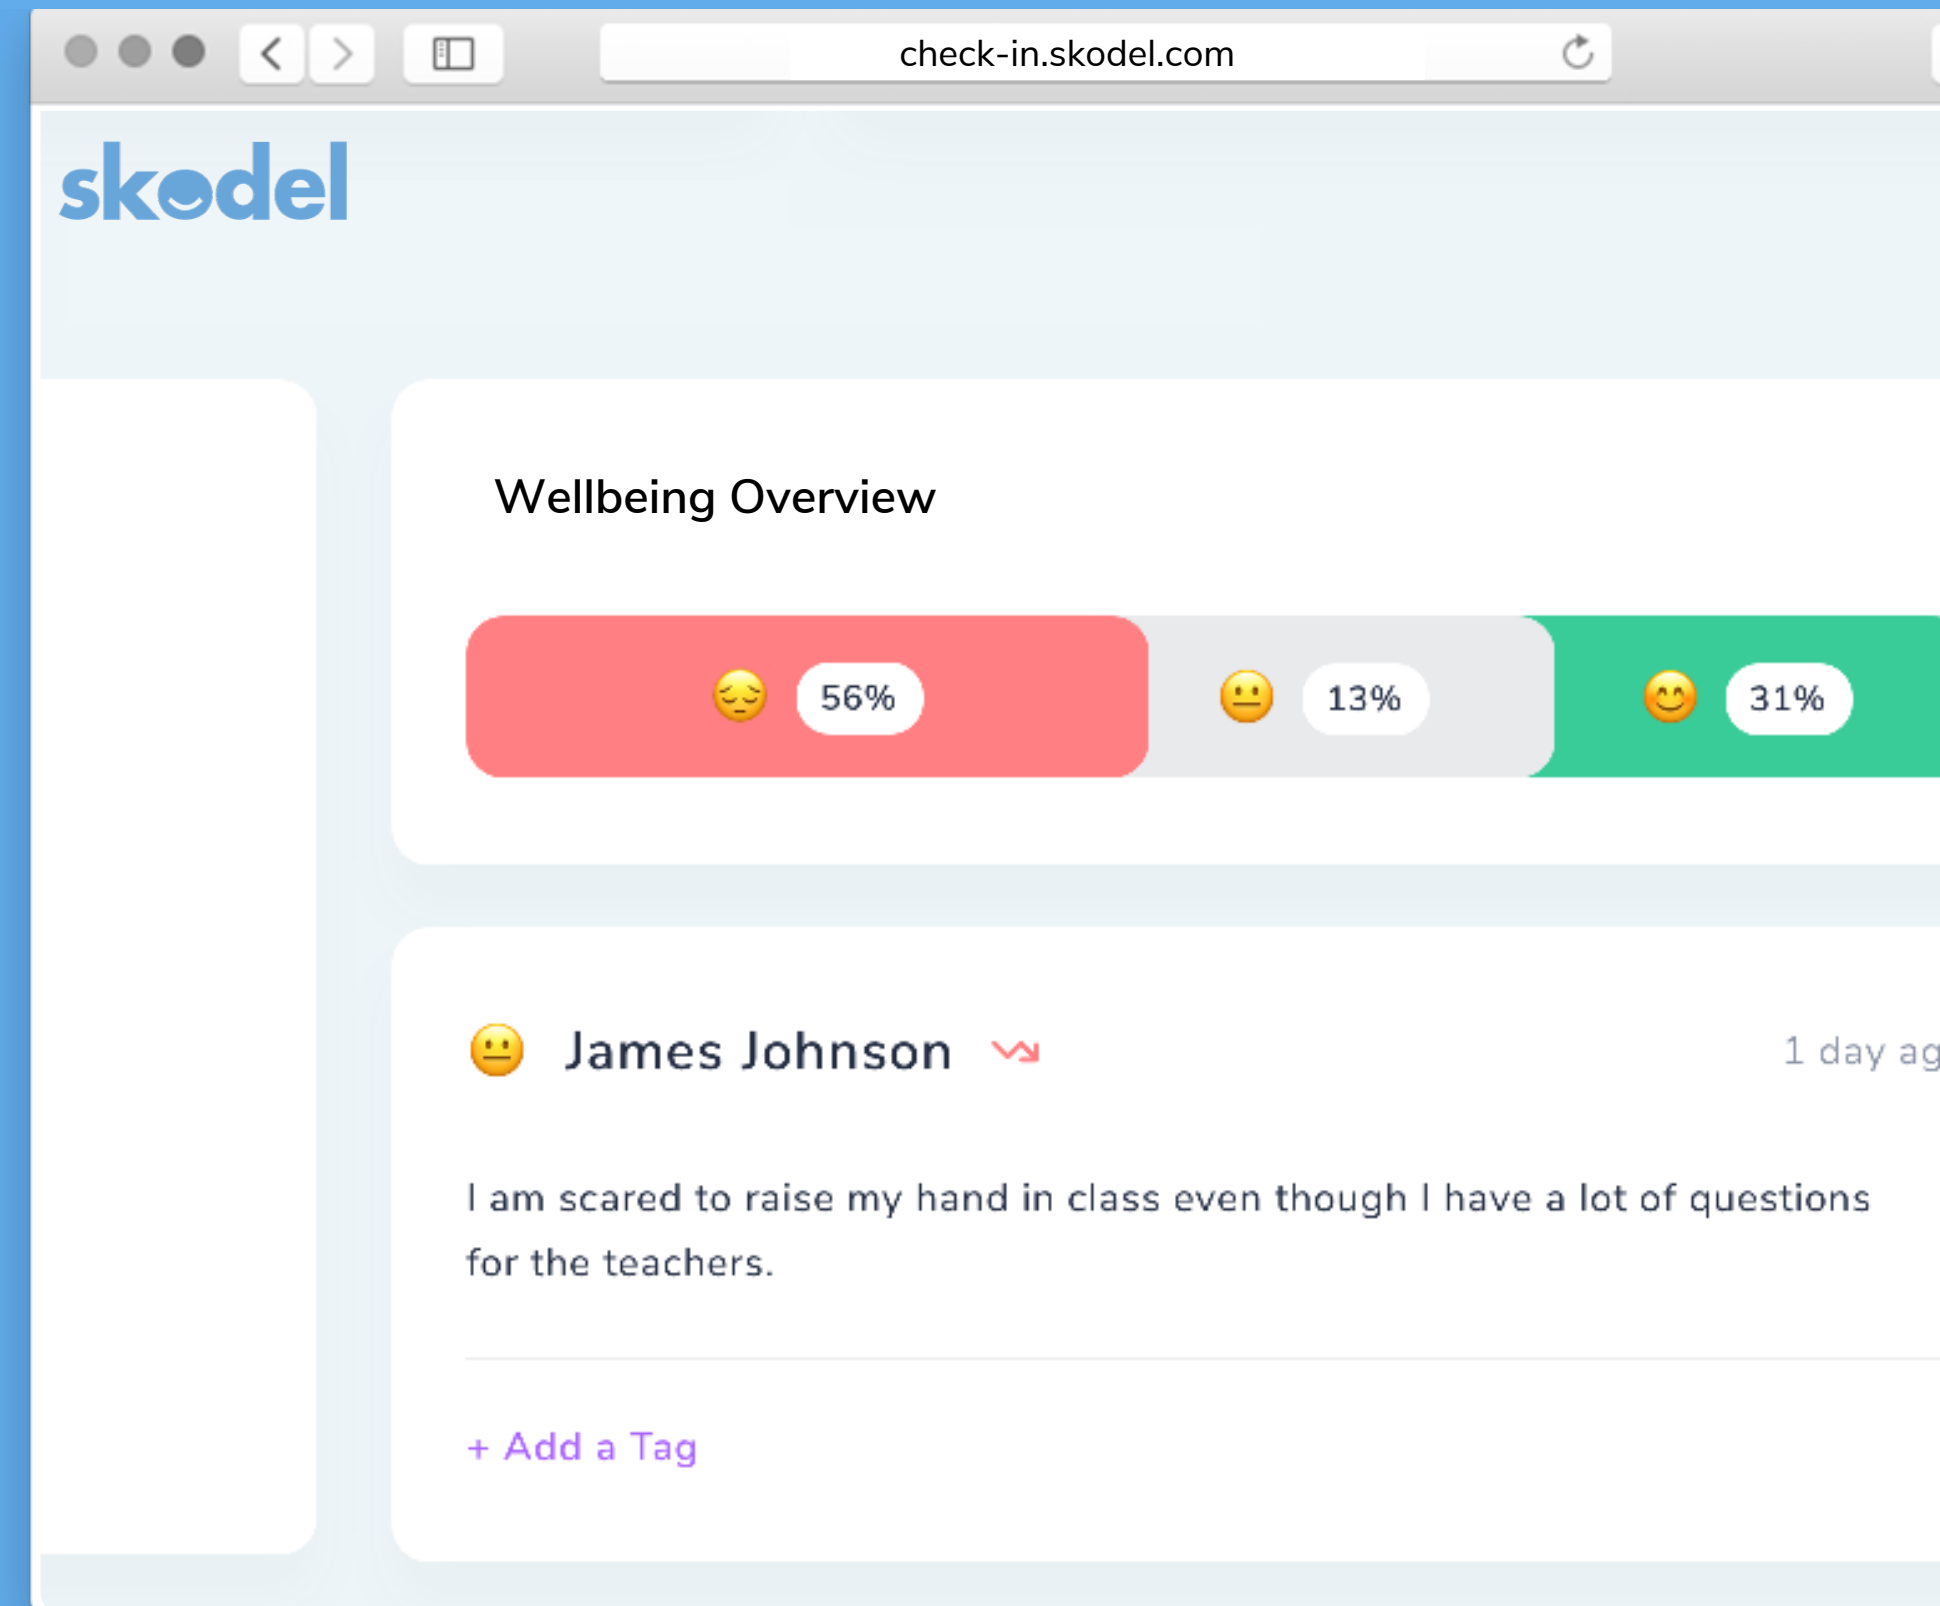 check-in.skodel.com
skodel
Wellbeing Overview
56% 13% 31%
James Johnson 1 day ag
I am scared to raise my hand in class even though I have a lot of questions
for the teachers.
+ Add a Tag